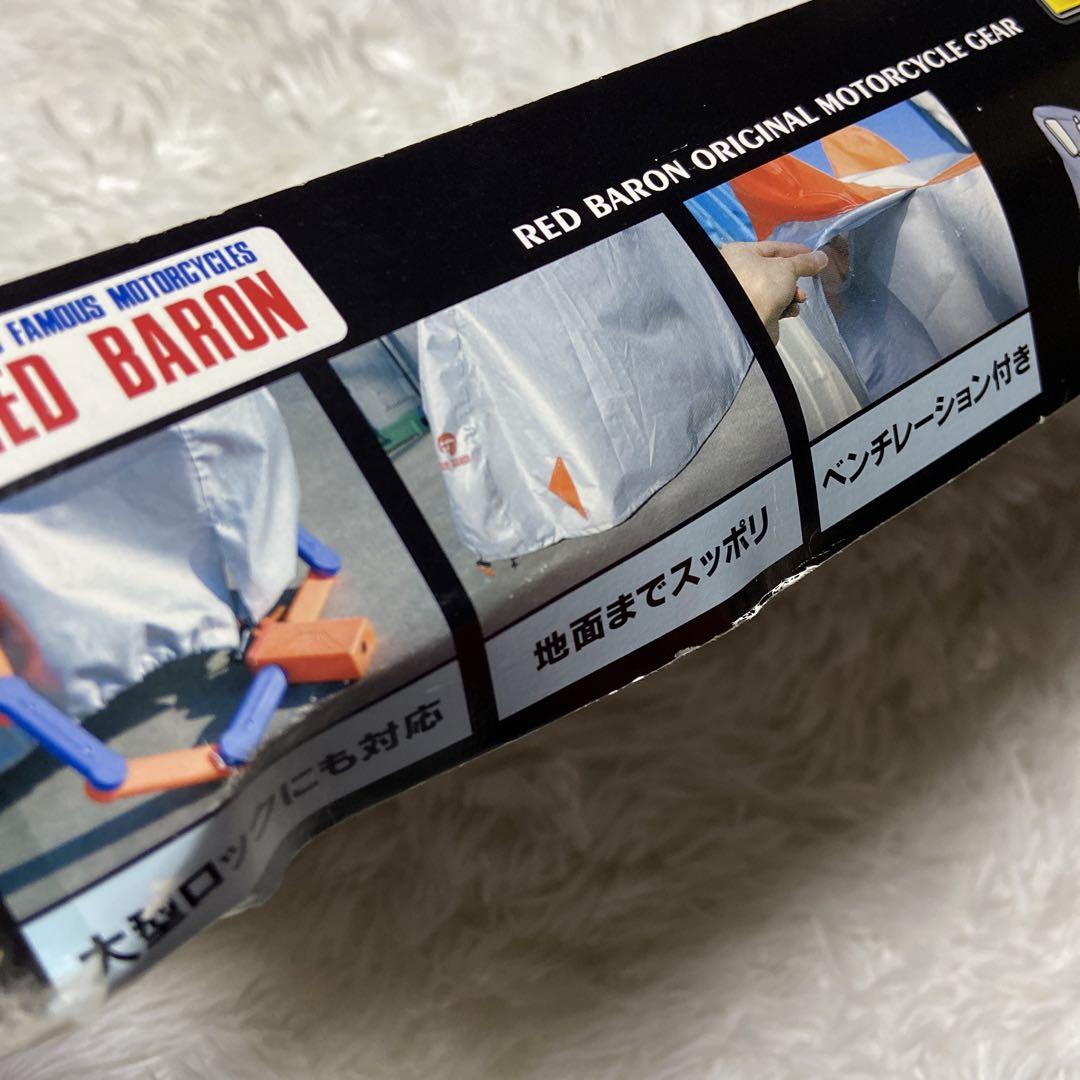 RED BARON ORIGINAL MOTORCYCLE GEAR
FAMOUS MOTORCYCLES
RED BARON
大型ロックにも対応
地面までスッポリ
ベンチレーション付き